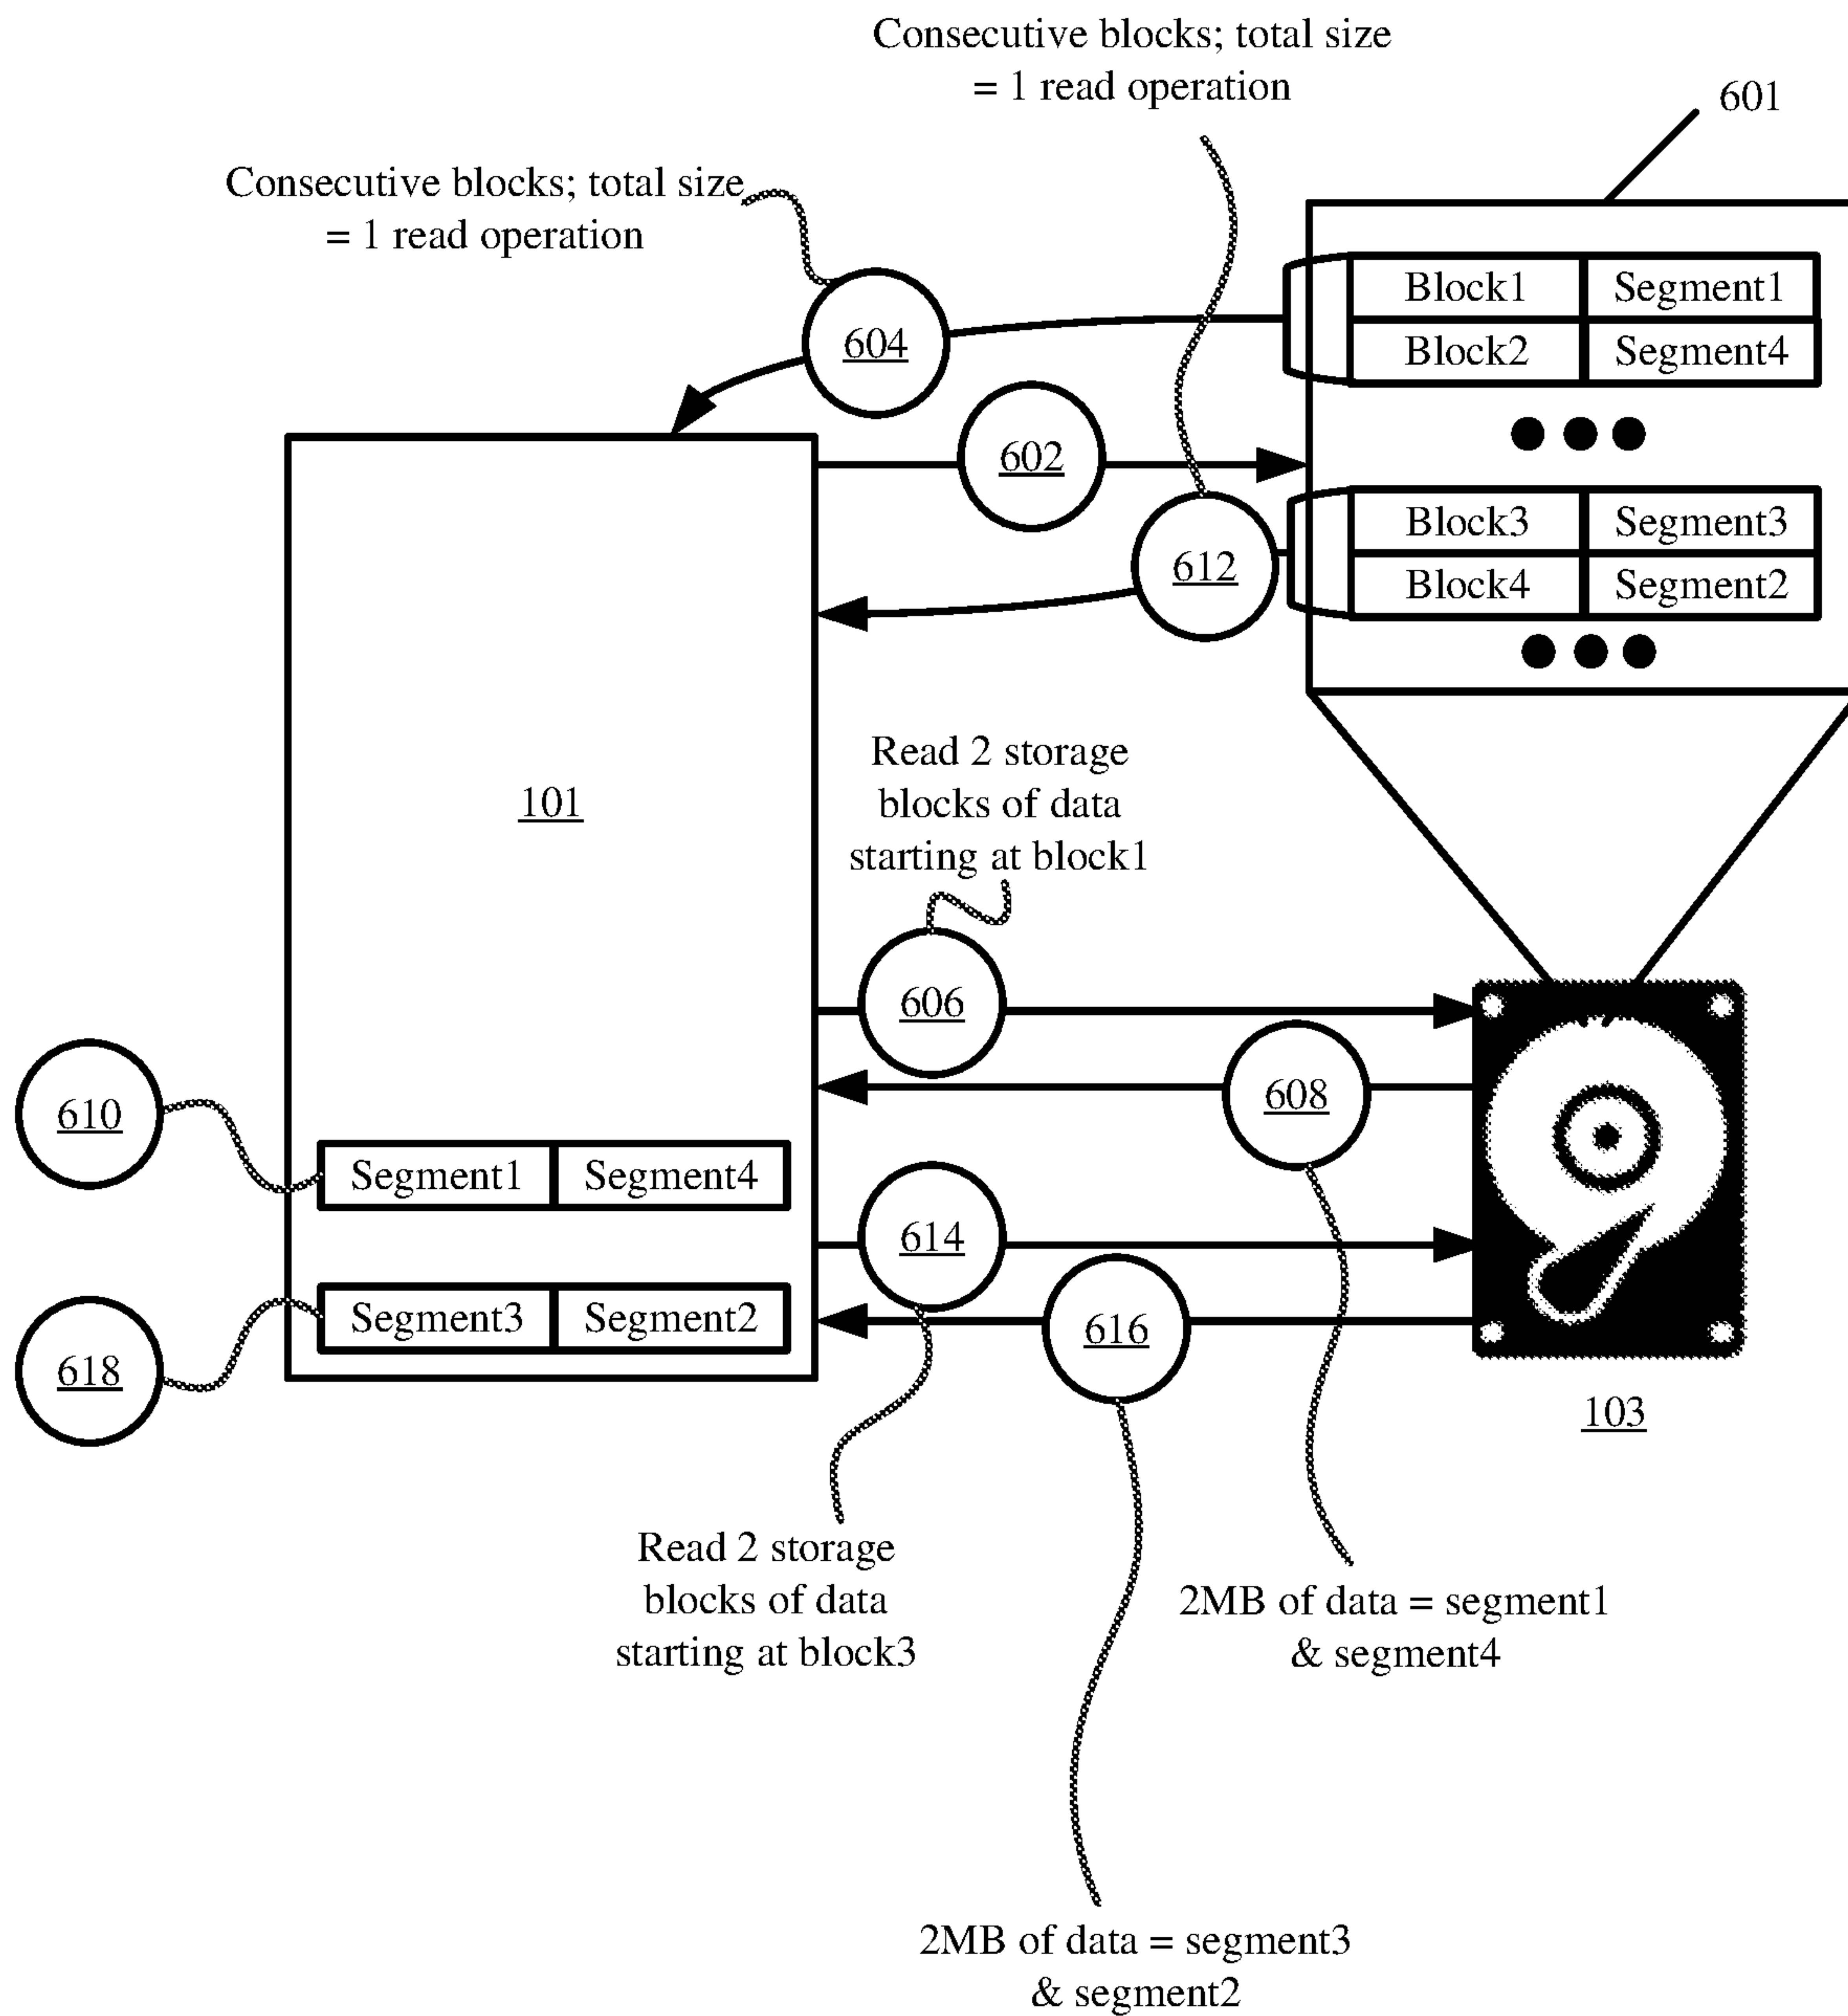 Consecutive blocks; total size
= 1 read operation
601
Consecutive blocks; total size
= 1 read operation
Block1 Segment1
604
Block2 Segment4
602
Block3 Segment3
612
Block4 Segment2
Read 2 storage
blocks of data
starting at block1
101
606
608
610
Segment1 Segment4
614
Segment3 Segment2
616
618
103
Read 2 storage
blocks of data
starting at block3
2MB of data = segment1
& segment4
2MB of data = segment3
& segment2